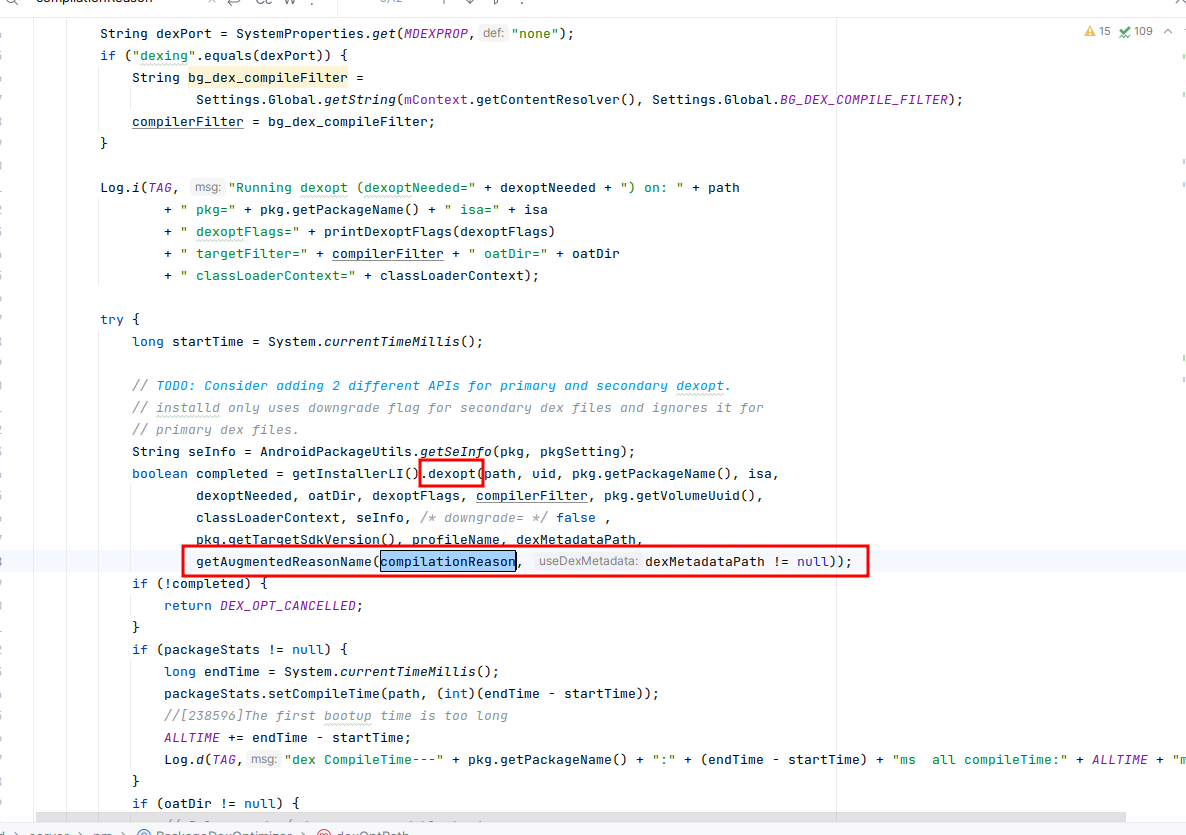 compilationReason Cc W
String dexPort = SystemProperties.get(MDEXPROP, def: "none");
15 109
if ("dexing".equals(dexPort)) {
String bg_dex_compileFilter =
Settings.Global.getString(mContext.getContentResolver(), Settings.Global.BG_DEX_COMPILE_FILTER);
compilerFilter = bg_dex_compileFilter;
}
Log.i(TAG, msg: "Running dexopt (dexoptNeeded=" + dexoptNeeded + ") on: " + path
+ " pkg=" + pkg.getPackageName() + " isa=" + isa
+ " dexoptFlags=" + printDexoptFlags(dexoptFlags)
+ " targetFilter=" + compilerFilter + " oatDir=" + oatDir
+ " classLoaderContext=" + classLoaderContext);
try {
long startTime = System.currentTimeMillis();
// TODO: Consider adding 2 different APIs for primary and secondary dexopt.
// installd only uses downgrade flag for secondary dex files and ignores it for
// primary dex files.
String seInfo = AndroidPackageUtils.getSeInfo(pkg, pkgSetting);
boolean completed = getInstallerLI().dexopt(path, uid, pkg.getPackageName(), isa,
dexoptNeeded, oatDir, dexoptFlags, compilerFilter, pkg.getVolumeUuid(),
classLoaderContext, seInfo, /* downgrade= */ false ,
pkg.getTargetSdkVersion(), profileName, dexMetadataPath,
getAugmentedReasonName(compilationReason, useDexMetadata: dexMetadataPath != null));
if (!completed) {
return DEX_OPT_CANCELLED;
}
if (packageStats != null) {
long endTime = System.currentTimeMillis();
packageStats.setCompileTime(path, (int)(endTime - startTime));
//[238596]The first bootup time is too long
ALLTIME += endTime - startTime;
Log.d(TAG, msg: "dex CompileTime---" + pkg.getPackageName() + ":" + (endTime - startTime) + "ms  all compileTime:" + ALLTIME + "m
}
if (oatDir != null) {
server > pm > PackageDexOptimizer > dexOptPath